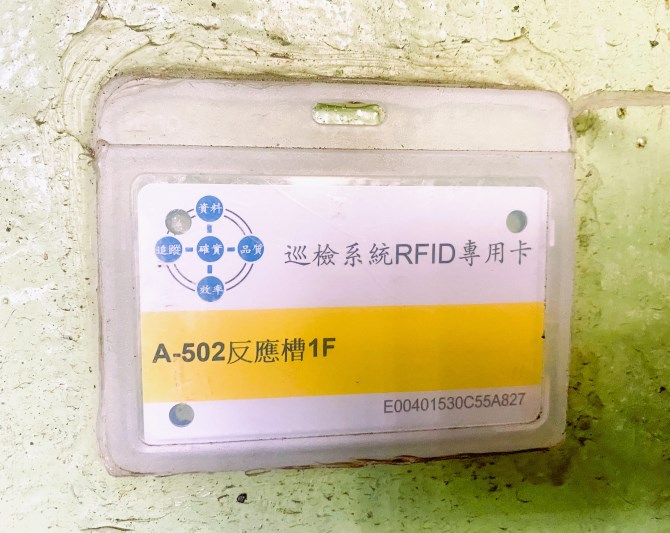 資料
追蹤 確實 品質
效率
巡檢系統RFID專用卡
A-502反應槽1F
E00401530C55A827